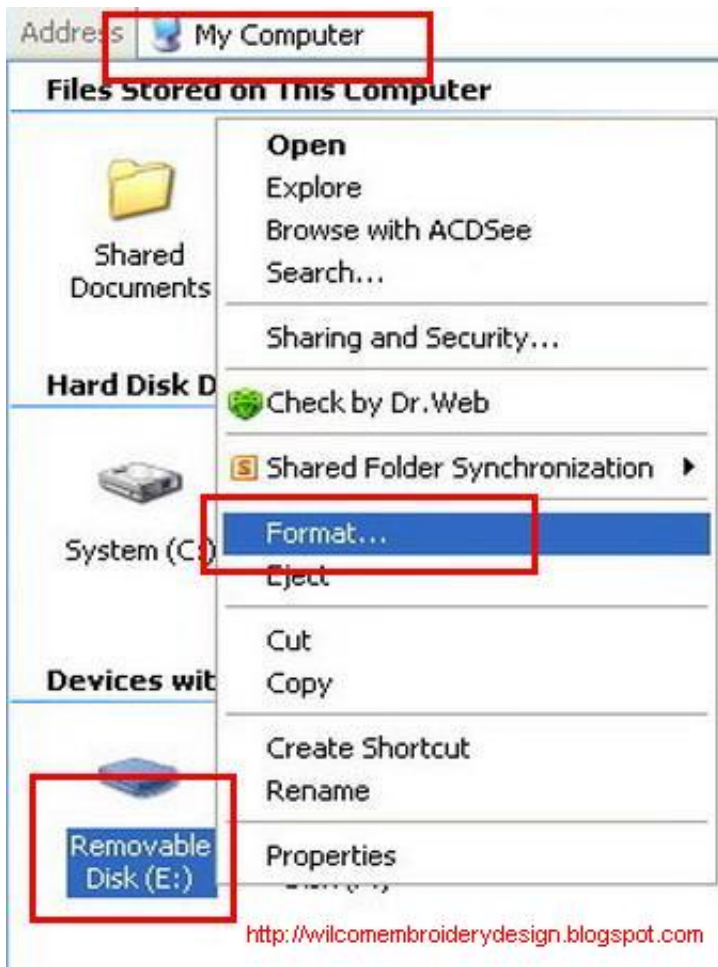 Address My Computer
Files Stored on This Computer
Shared
Documents
Open
Explore
Browse with ACDSee
Search...
Sharing and Security...
Hard Disk D
Check by Dr.Web
Shared Folder Synchronization
System (C:)
Format...
Eject
Cut
Copy
Devices wit
Create Shortcut
Rename
Removable
Disk (E:)
Properties
http://wilcomembroiderydesign.blogspot.com